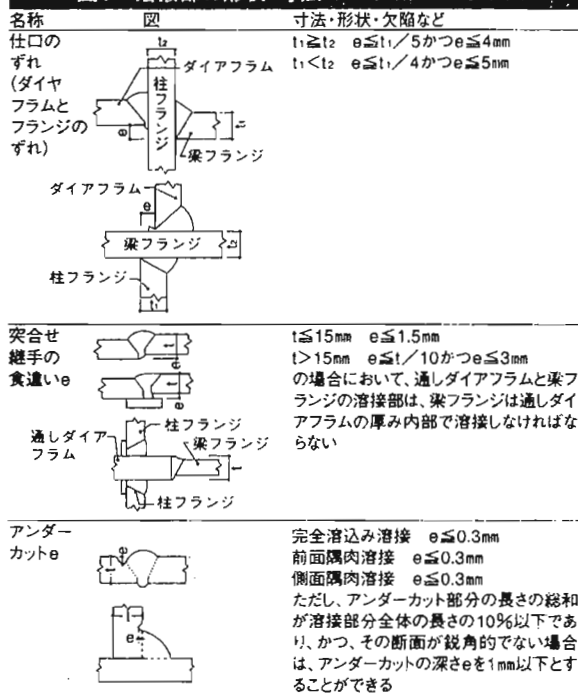 名称 図 寸法・形状・欠陥など
仕口の
ずれ
(ダイヤ
フラムと
フランジの
ずれ)
t₂
ダイアフラム
柱フランジ
e
t₁
梁フランジ
t₁≧t₂ e≦t₁/5かつe≦4mm
t₁<t₂ e≦t₁/4かつe≦5mm
ダイアフラム
e
梁フランジ
t₂
柱フランジ
t₁
突合せ
継手の
食違いe
t
e
t
e
柱フランジ
通しダイア
フラム
梁フランジ
t
柱フランジ
t≦15mm e≦1.5mm
t>15mm e≦t/10かつe≦3mm
の場合において、通しダイアフラムと梁フ
ランジの溶接部は、梁フランジは通しダイ
アフラムの厚み内部で溶接しなければな
らない
アンダー
カットe
e
t
t
e
完全溶込み溶接 e≦0.3mm
前面隅肉溶接 e≦0.3mm
側面隅肉溶接 e≦0.3mm
ただし、アンダーカット部分の長さの総和
が溶接部分全体の長さの10%以下であ
り、かつ、その断面が鋭角的でない場合
は、アンダーカットの深さeを1mm以下とす
ることができる